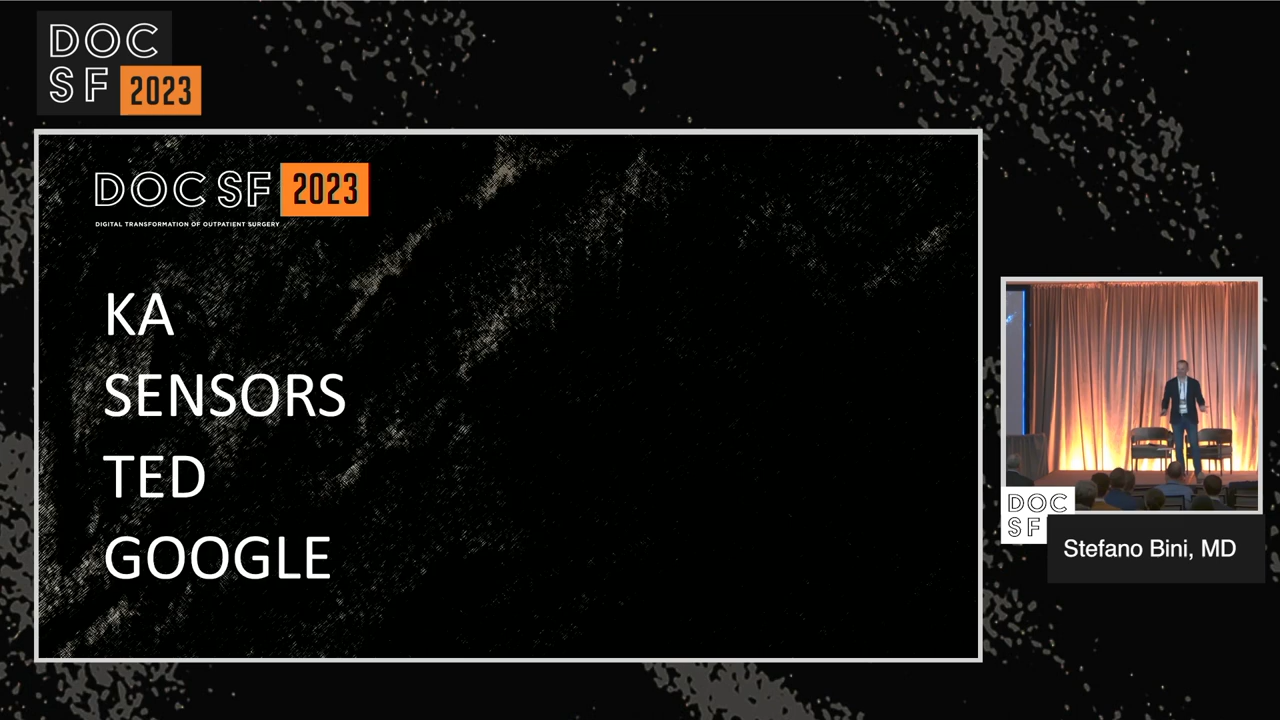 DOC
SF 2023
DOC SF 2023
DIGITAL TRANSFORMATION OF OUTPATIENT SURGERY
KA
SENSORS
TED
GOOGLE
DOC
SF
Stefano Bini, MD